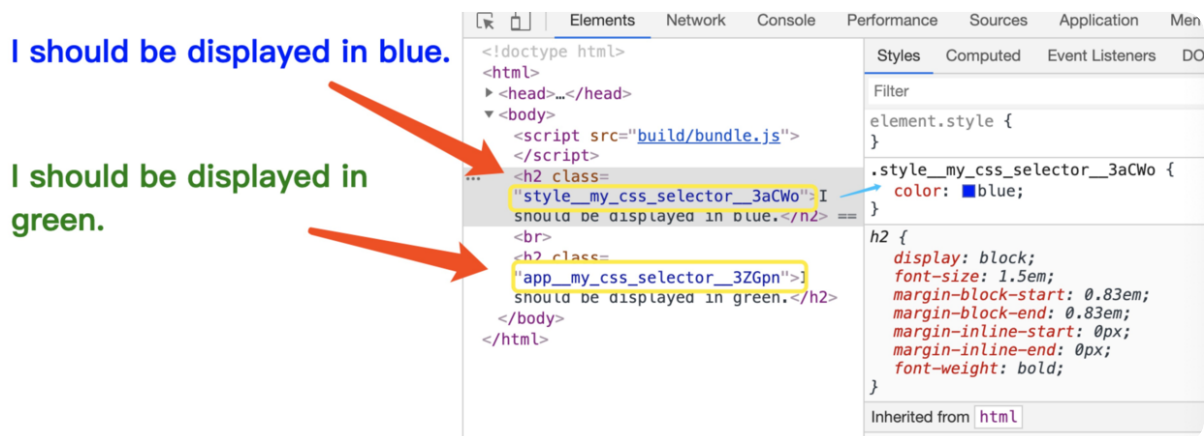 I should be displayed in blue.
I should be displayed in
green.
Elements Network Console Performance Sources Application Men
<!doctype html>
<html>
▶ <head>…</head>
▼ <body>
<script src="build/bundle.js">
</script>
… <h2 class=
"style__my_css_selector__3aCWo">I
should be displayed in blue.</h2> ==
<br>
<h2 class=
"app__my_css_selector__3ZGpn">I
should be displayed in green.</h2>
</body>
</html>
Styles Computed Event Listeners DO
Filter
element.style {
}
.style__my_css_selector__3aCWo {
color: blue;
}
h2 {
display: block;
font-size: 1.5em;
margin-block-start: 0.83em;
margin-block-end: 0.83em;
margin-inline-start: 0px;
margin-inline-end: 0px;
font-weight: bold;
}
Inherited from html